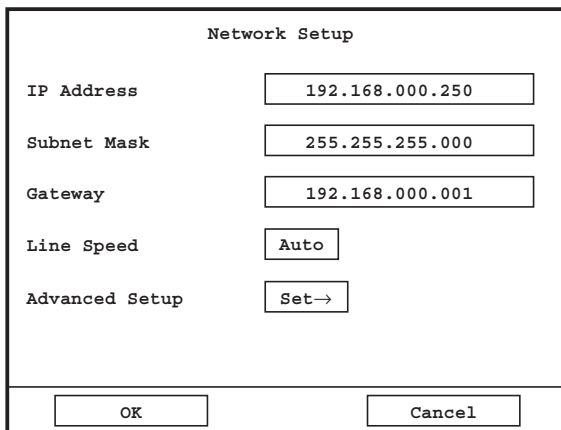 Network Setup
IP Address 192.168.000.250
Subnet Mask 255.255.255.000
Gateway 192.168.000.001
Line Speed Auto
Advanced Setup Set→
OK Cancel